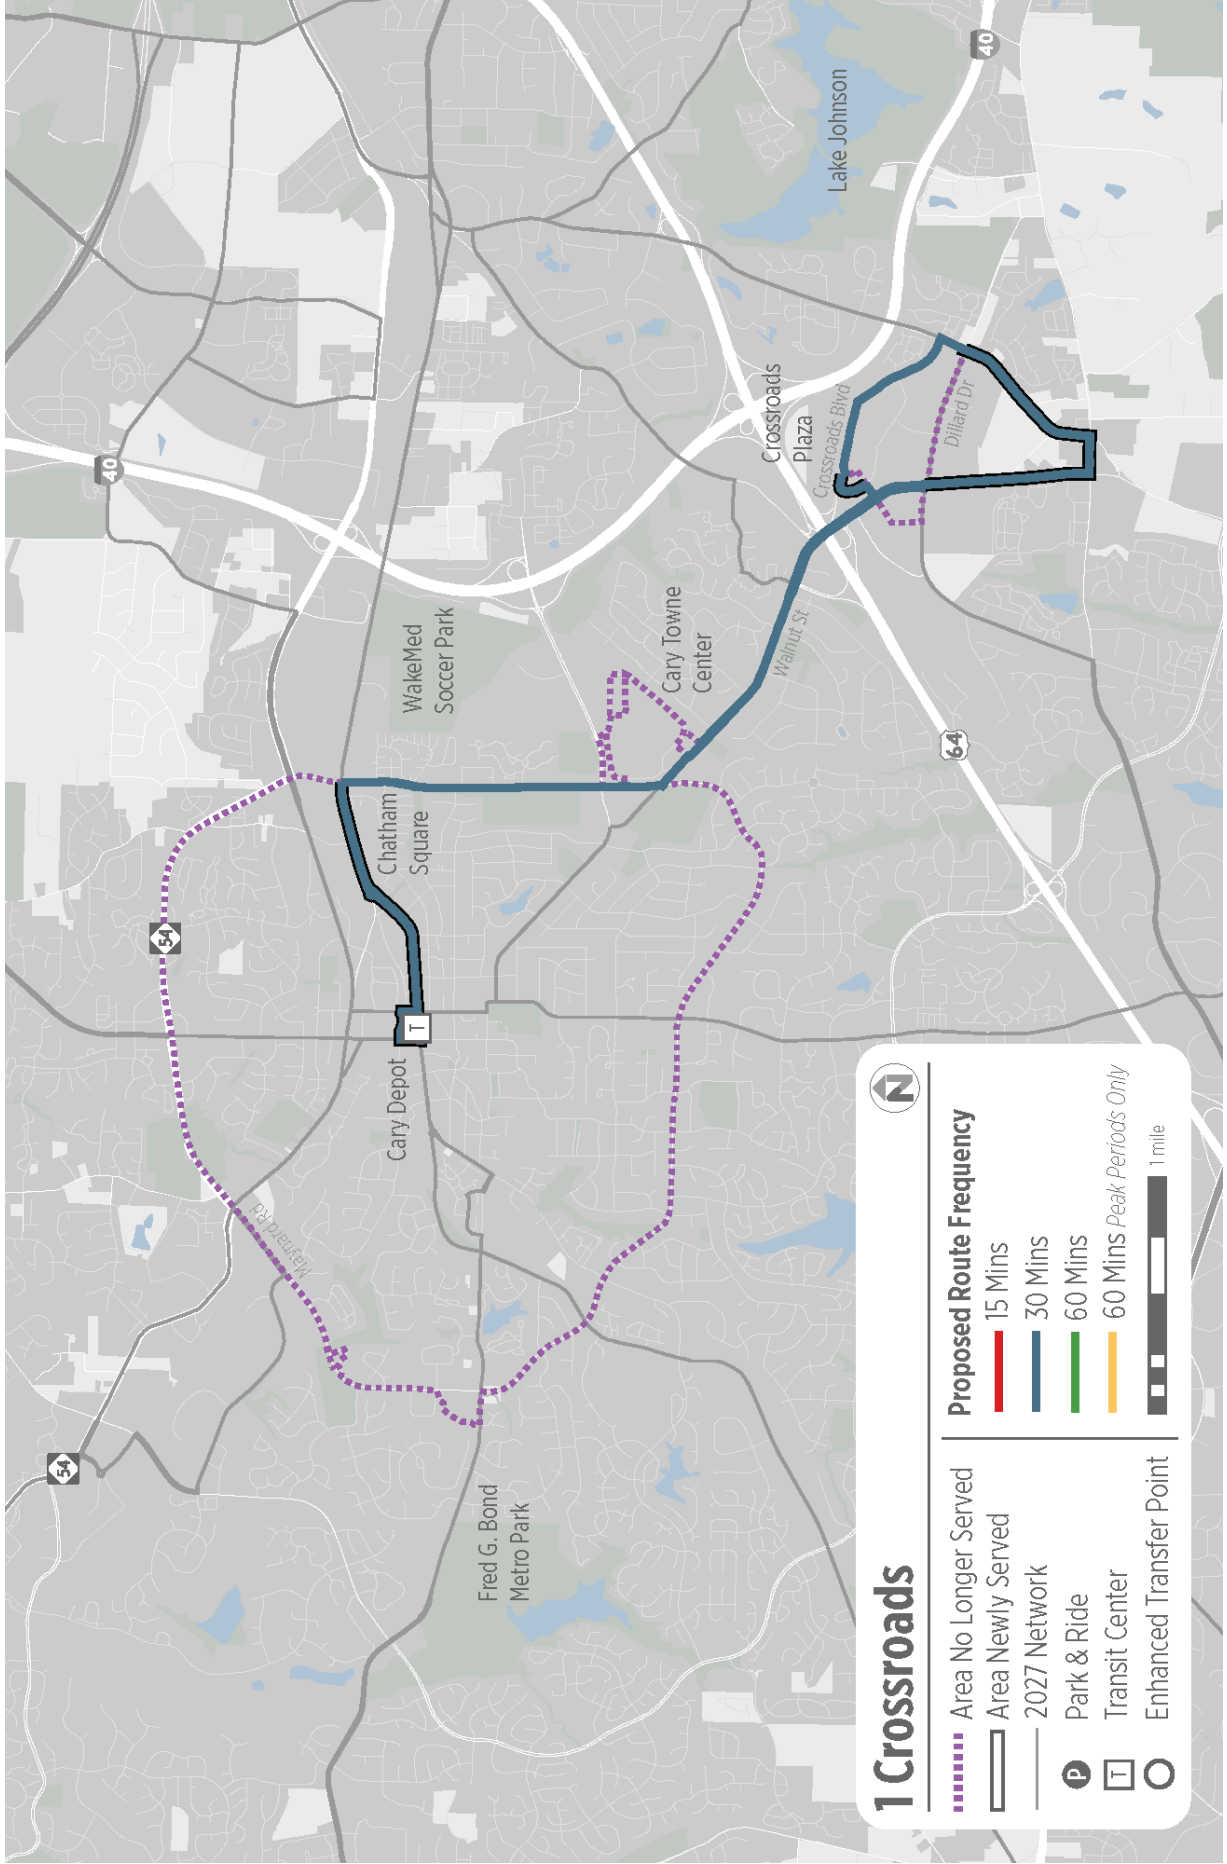 40
Lake Johnson
40
Crossroads
Plaza
Crossroads Blvd
Dillard Dr
WakeMed
Soccer Park
Cary Towne
Center
Walnut St
64
Chatham
Square
54
T
Cary Depot
Maynard Rd
54
Fred G. Bond
Metro Park
1 Crossroads
N
Area No Longer Served
Area Newly Served
2027 Network
P Park & Ride
T Transit Center
Enhanced Transfer Point
Proposed Route Frequency
15 Mins
30 Mins
60 Mins
60 Mins Peak Periods Only
1 mile